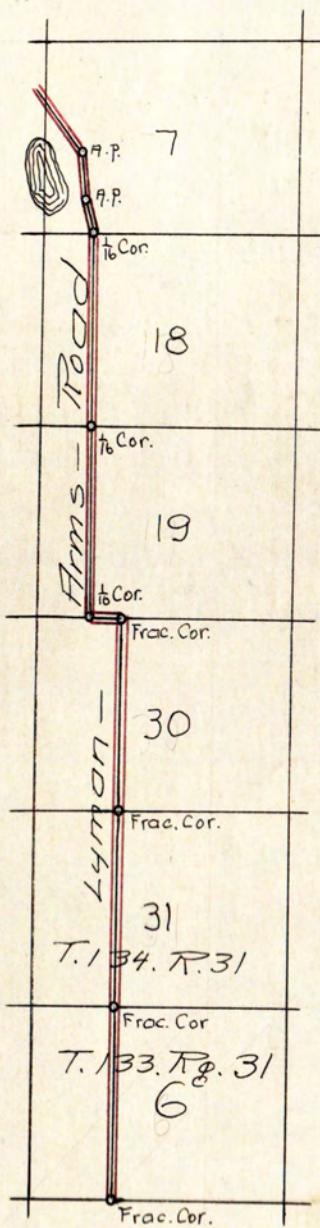 7
A.P.
A.P.
1/16 Cor.
18
1/16 Cor.
19
1/16 Cor.
Frac. Cor.
30
Frac. Cor.
31
T. 134. R. 31
Frac. Cor
T. 133. Rg. 31
6
Frac. Cor.
Lyman - Arms - Road